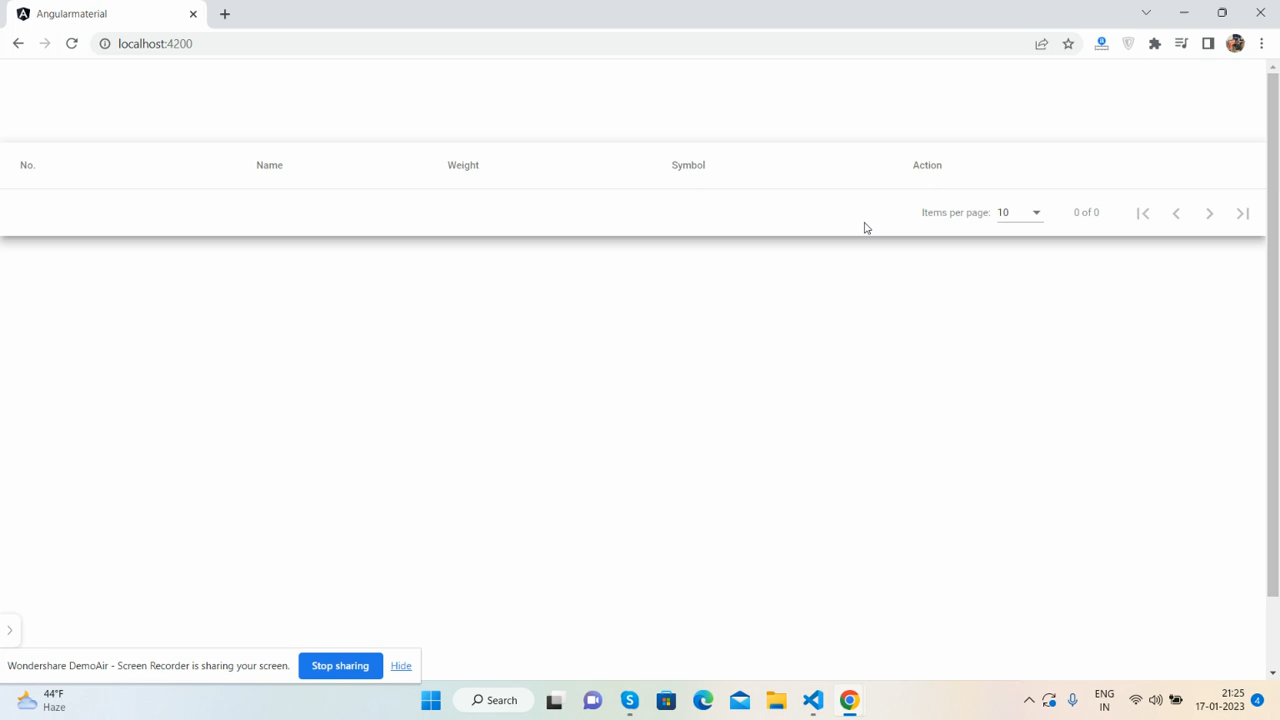 Angularmaterial
localhost:4200
No. Name Weight Symbol Action
Items per page: 10 0 of 0
Wondershare DemoAir - Screen Recorder is sharing your screen. Stop sharing Hide
44°F
Haze
Search
ENG
IN
21:25
17-01-2023
4